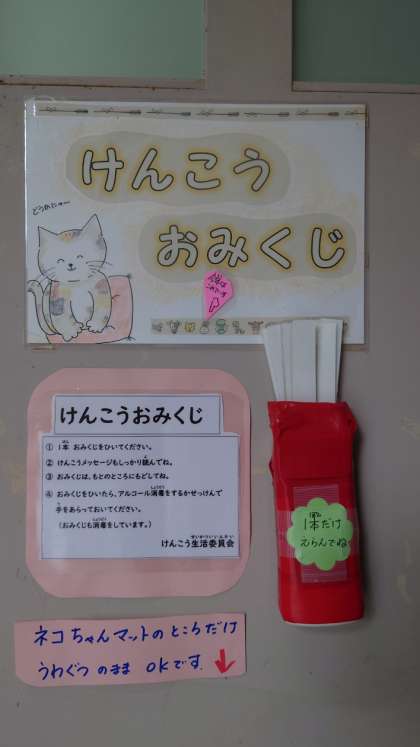 けんこう
おみくじ
どうかにゃ～
けんこうおみくじ
① 1本 おみくじをひいてください。
② けんこうメッセージもしっかり読んでね。
③ おみくじは、もとのところにもどしてね。
④ おみくじをひいたら、アルコール消毒をするかせっけんで
手をあらっておいてください。
（おみくじも消毒をしています。）
けんこう生活委員会
1本だけ
えらんでね
ネコちゃんマットのところだけ
うわぐつ のまま OKです ↓